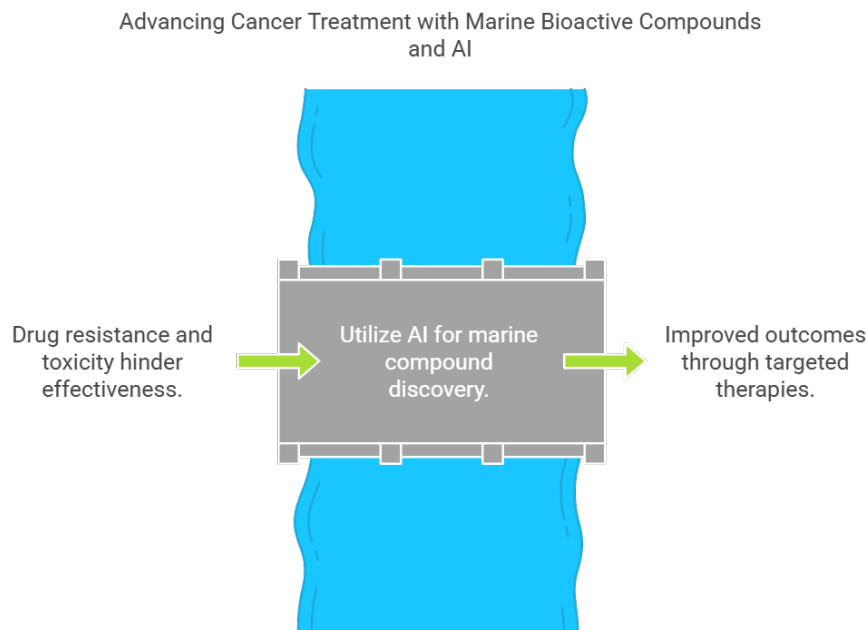 Advancing Cancer Treatment with Marine Bioactive Compounds
and AI
Drug resistance and
toxicity hinder
effectiveness.
Utilize AI for marine
compound
discovery.
Improved outcomes
through targeted
therapies.